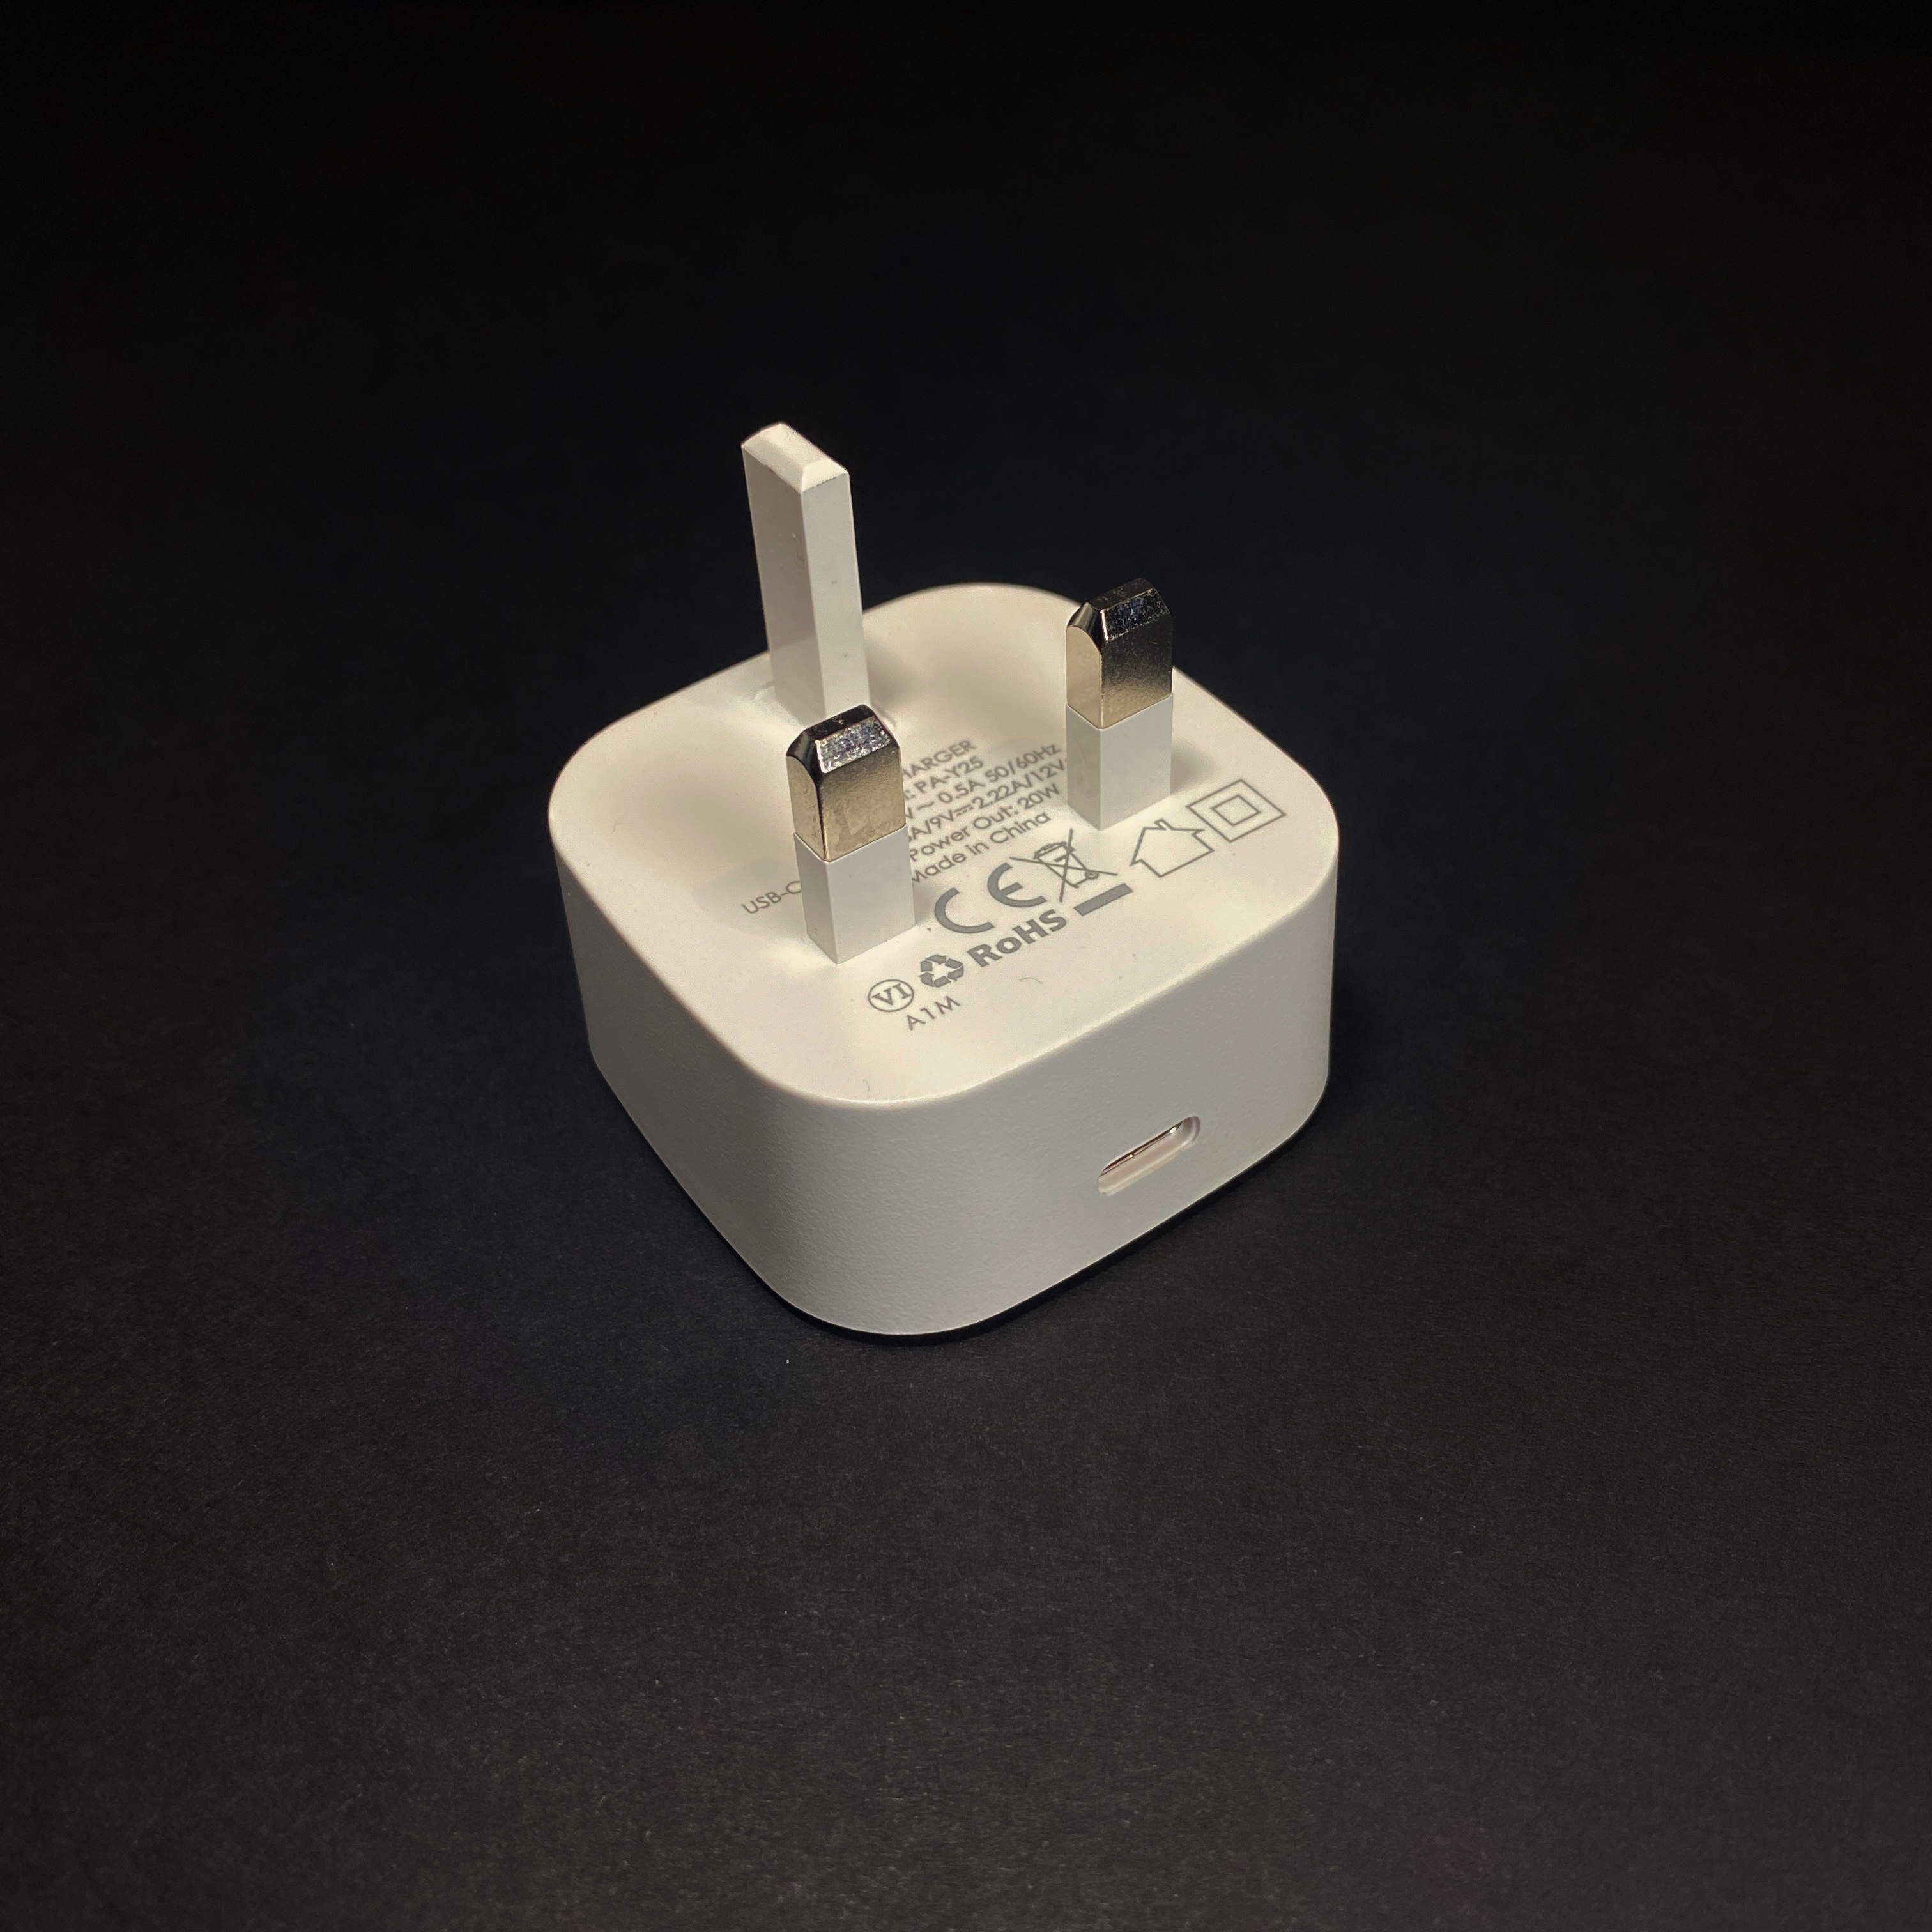 PA-Y25
0.5A 50/60Hz
9V⎓2.22A/12V
Power Out: 20W
Made in China
USB-C
CE
RoHS
VI
A1M